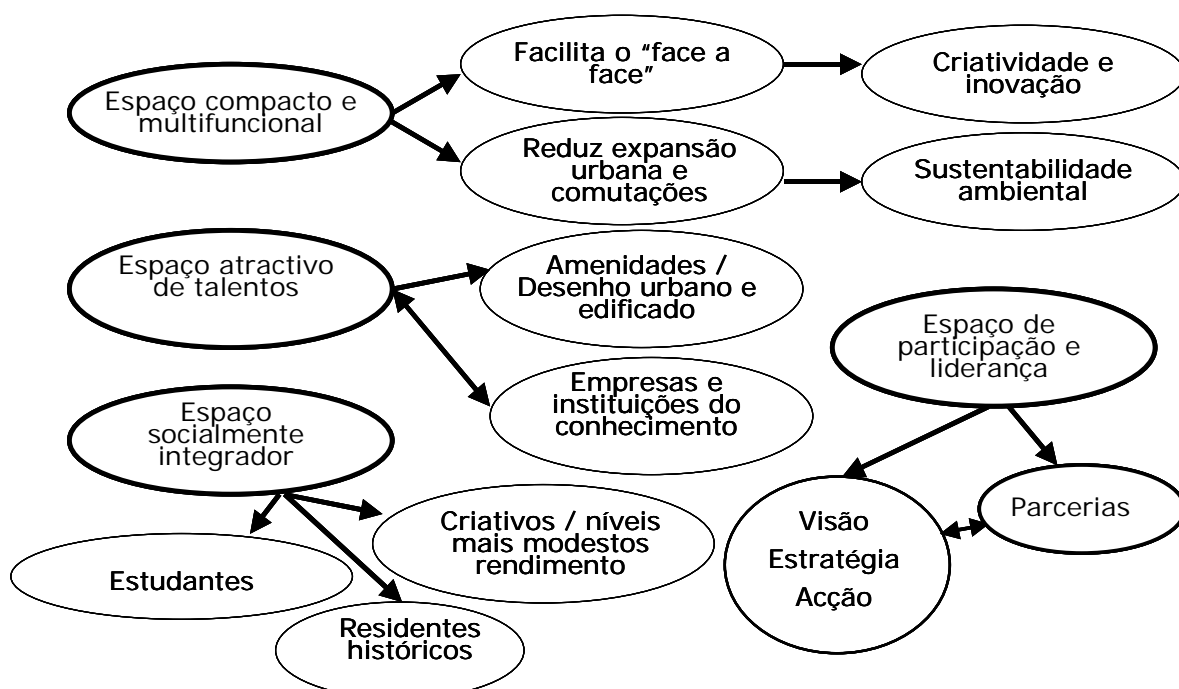 Espaço compacto e
multifuncional
Facilita o “face a
face”
Criatividade e
inovação
Reduz expansão
urbana e
comutações
Sustentabilidade
ambiental
Espaço atractivo
de talentos
Amenidades /
Desenho urbano e
edificado
Empresas e
instituições do
conhecimento
Espaço
socialmente
integrador
Estudantes
Criativos / níveis
mais modestos
rendimento
Residentes
históricos
Espaço de
participação e
liderança
Visão
Estratégia
Acção
Parcerias